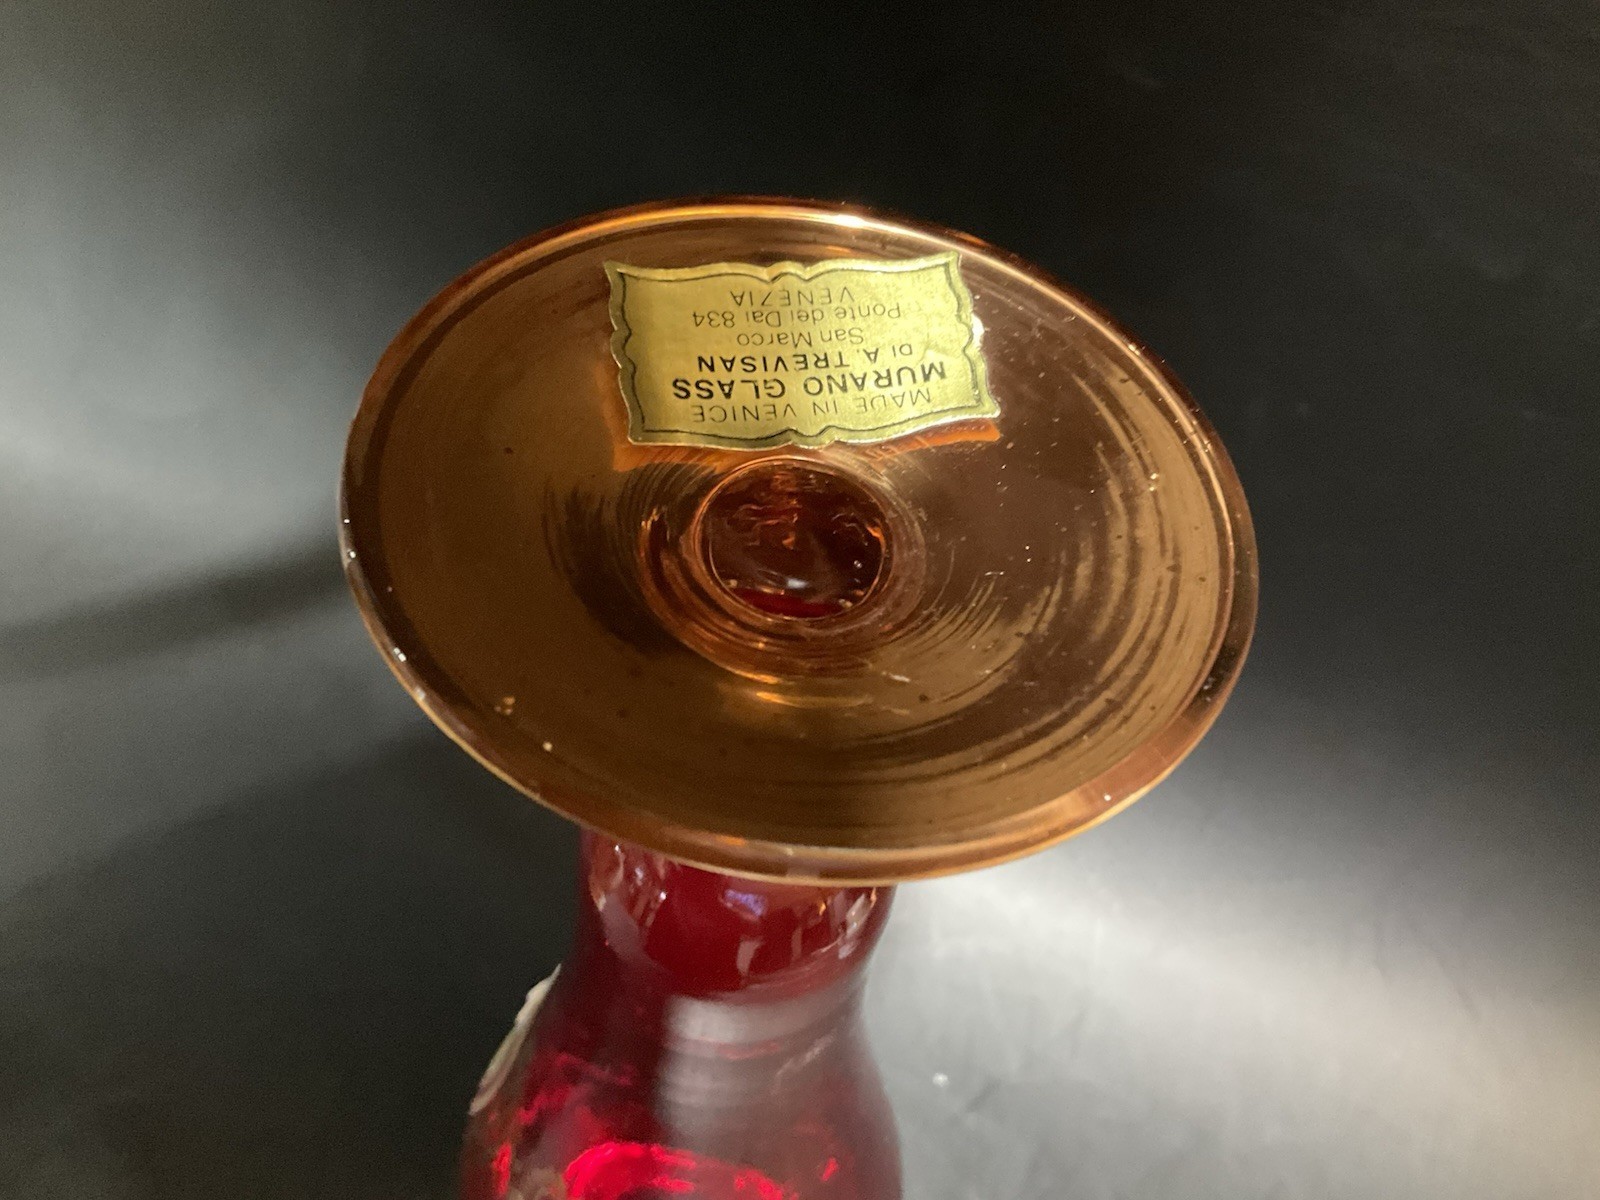 MADE IN VENICE
MURANO GLASS
DI A. TREVISAN
San Marco
Ponte dei Dai 834
VENEZIA